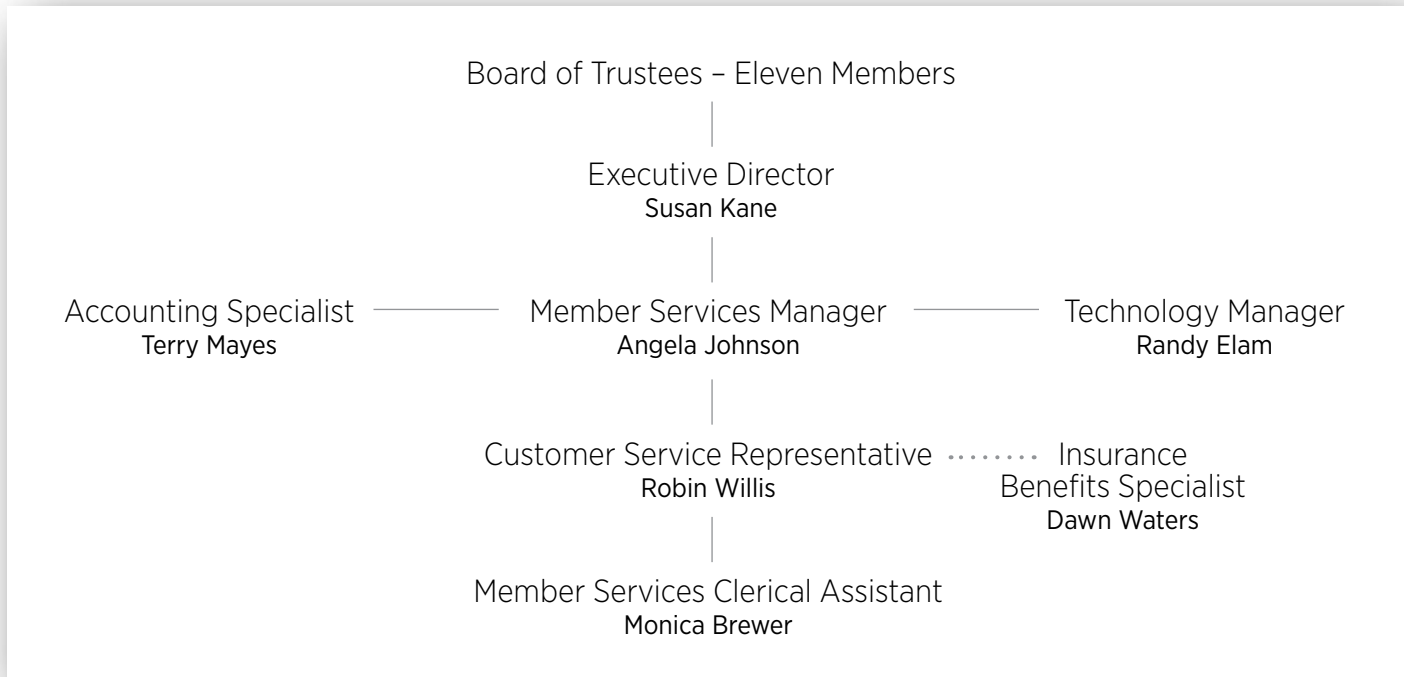 Board of Trustees – Eleven Members
Executive Director
Susan Kane
Accounting Specialist
Terry Mayes
Member Services Manager
Angela Johnson
Technology Manager
Randy Elam
Customer Service Representative
Robin Willis
Insurance
Benefits Specialist
Dawn Waters
Member Services Clerical Assistant
Monica Brewer